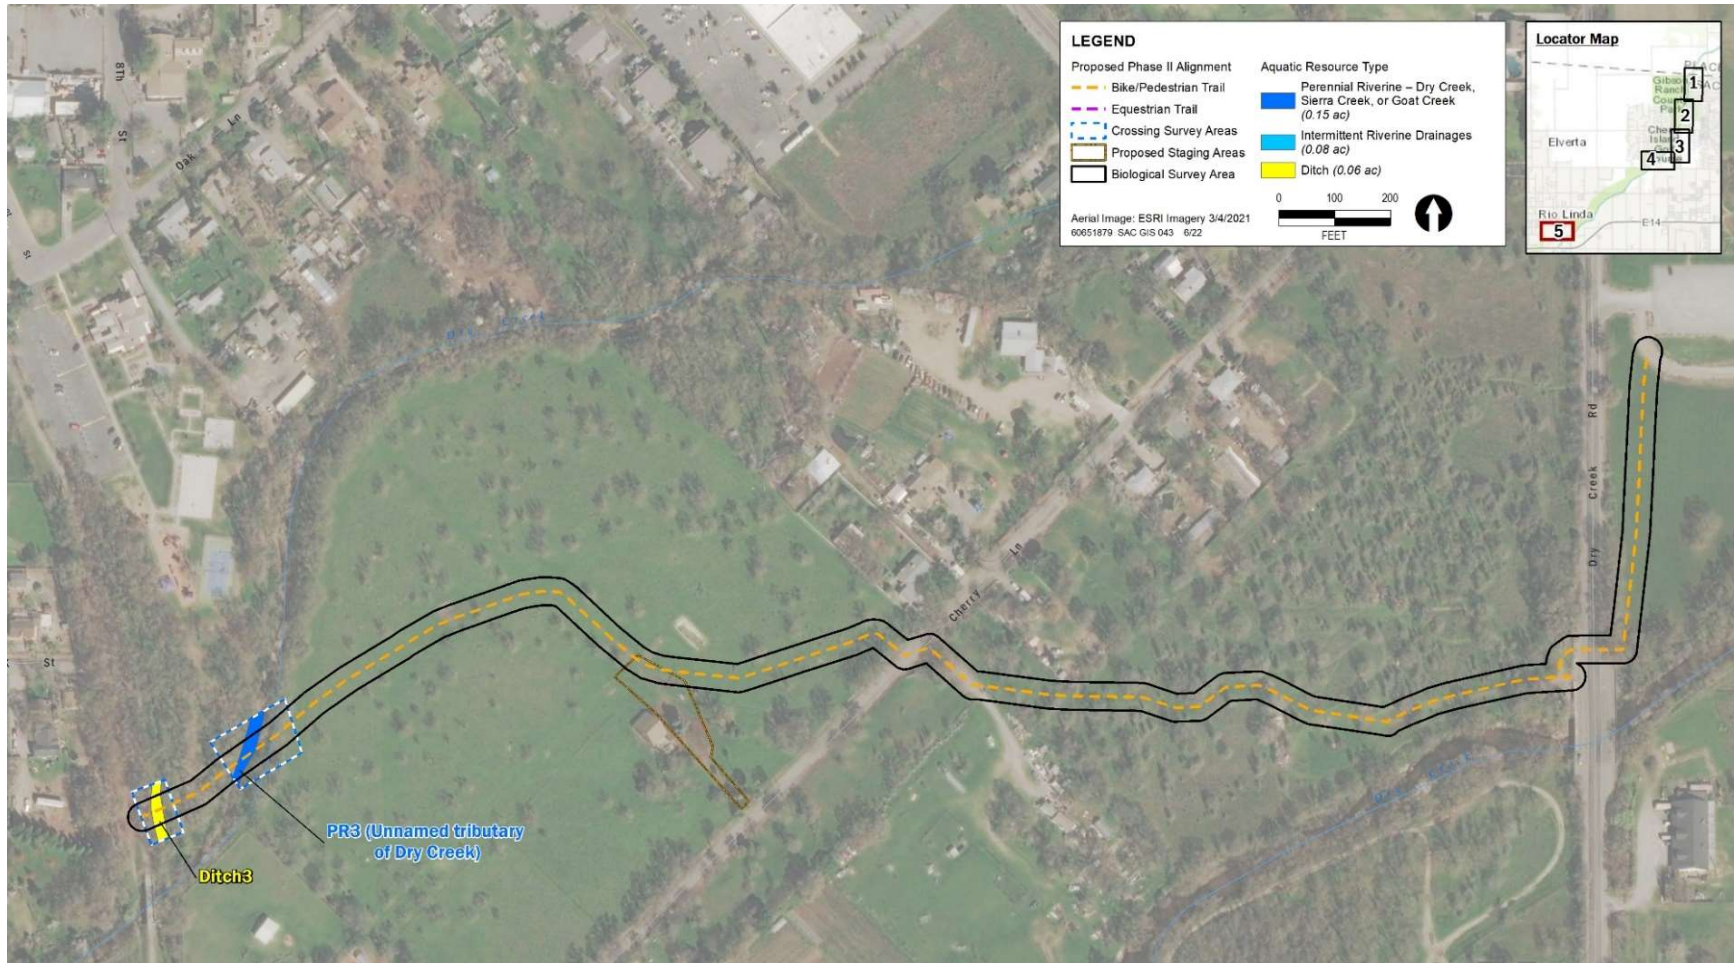 LEGEND
Proposed Phase II Alignment
Bike/Pedestrian Trail
Equestrian Trail
Crossing Survey Areas
Proposed Staging Areas
Biological Survey Area
Aquatic Resource Type
Perennial Riverine – Dry Creek,
Sierra Creek, or Goat Creek
(0.15 ac)
Intermittent Riverine Drainages
(0.08 ac)
Ditch (0.06 ac)
Aerial Image: ESRI Imagery 3/4/2021
60651879 SAC GIS 043 6/22
0 100 200
FEET
Locator Map
1
2
3
4
5
Elverta
Rio Linda
E14
8Th St
Oak Ln
St
St
Dry Creek
Cherry Ln
Dry Creek Rd
PR3 (Unnamed tributary
of Dry Creek)
Ditch3